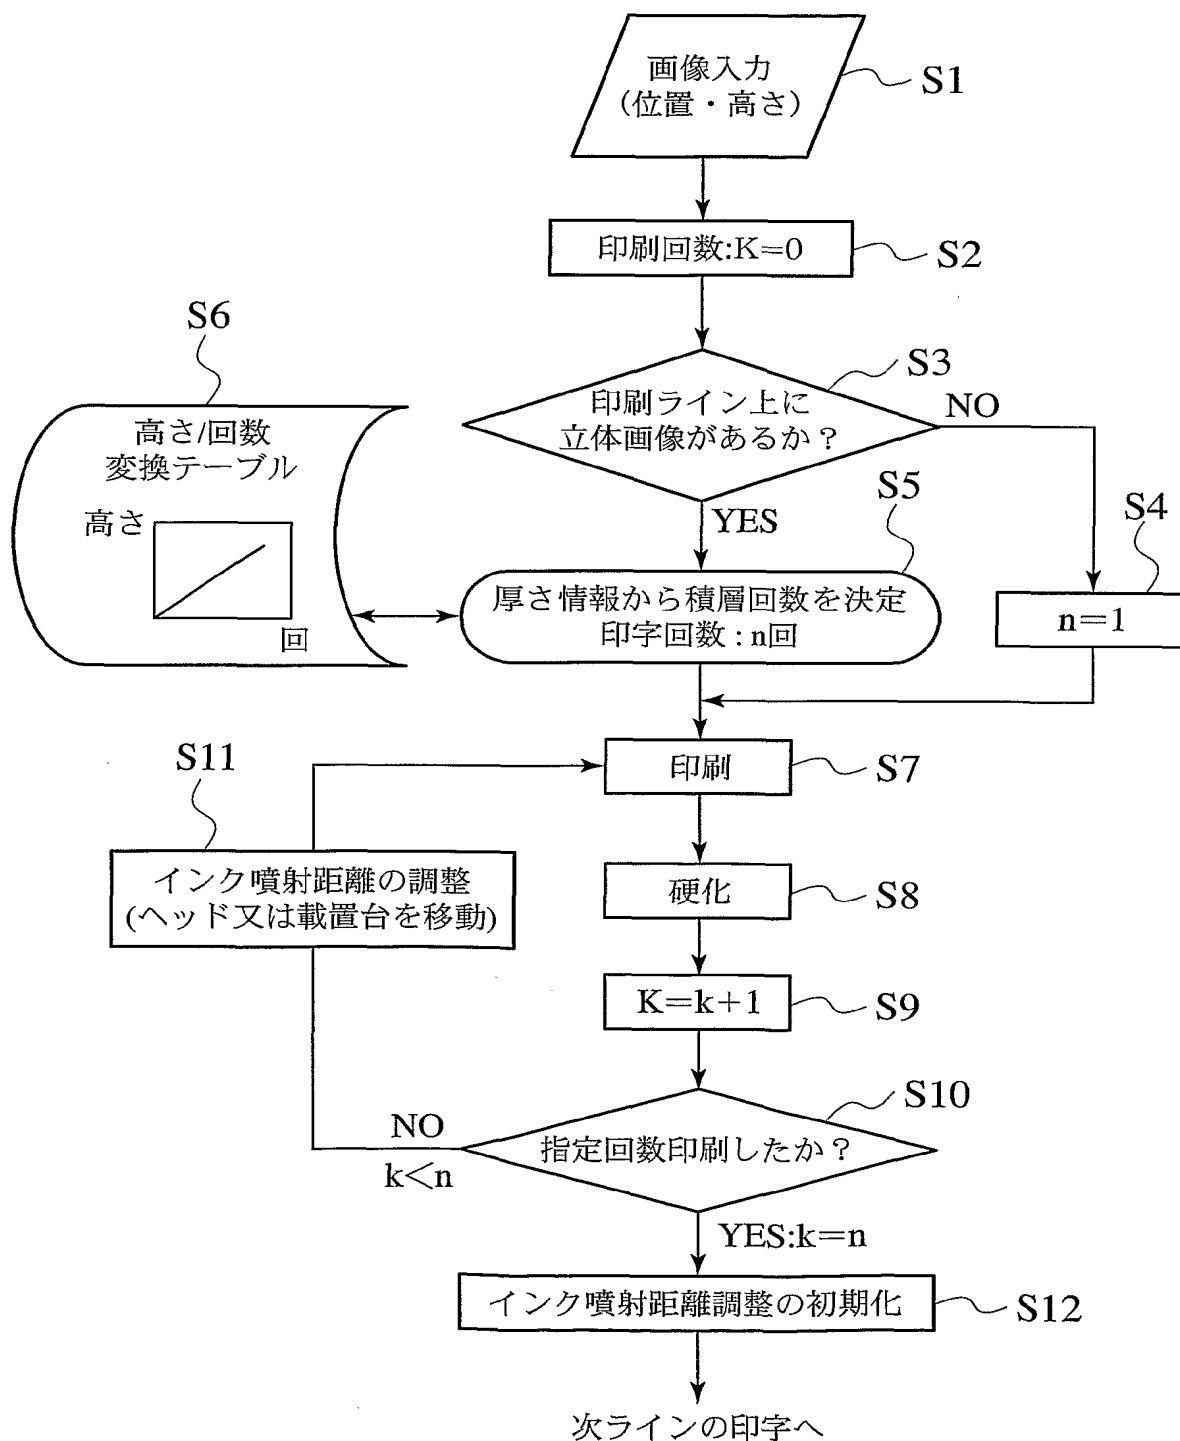 画像入力
(位置・高さ)
S1
印刷回数:K=0
S2
S3
印刷ライン上に
立体画像があるか?
NO
YES
S4
n=1
S5
厚さ情報から積層回数を決定
印字回数:n回
S6
高さ/回数
変換テーブル
高さ
回
印刷
S7
硬化
S8
K=k+1
S9
S10
指定回数印刷したか?
NO
k<n
S11
インク噴射距離の調整
(ヘッド又は載置台を移動)
YES:k=n
インク噴射距離調整の初期化
S12
次ラインの印字へ